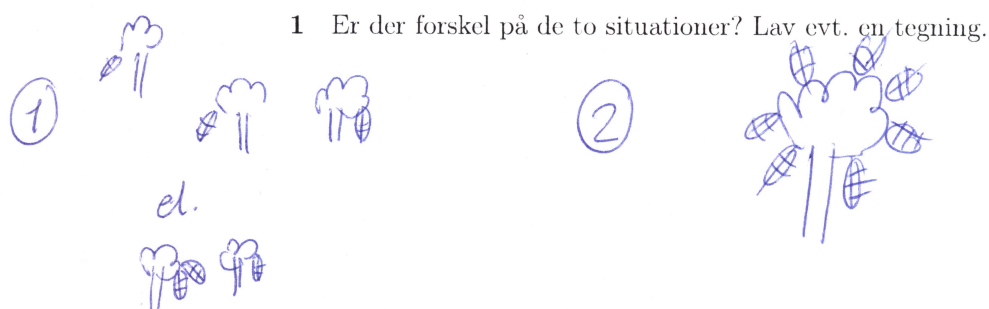 1 Er der forskel på de to situationer? Lav evt. en tegning.
1
2
el.